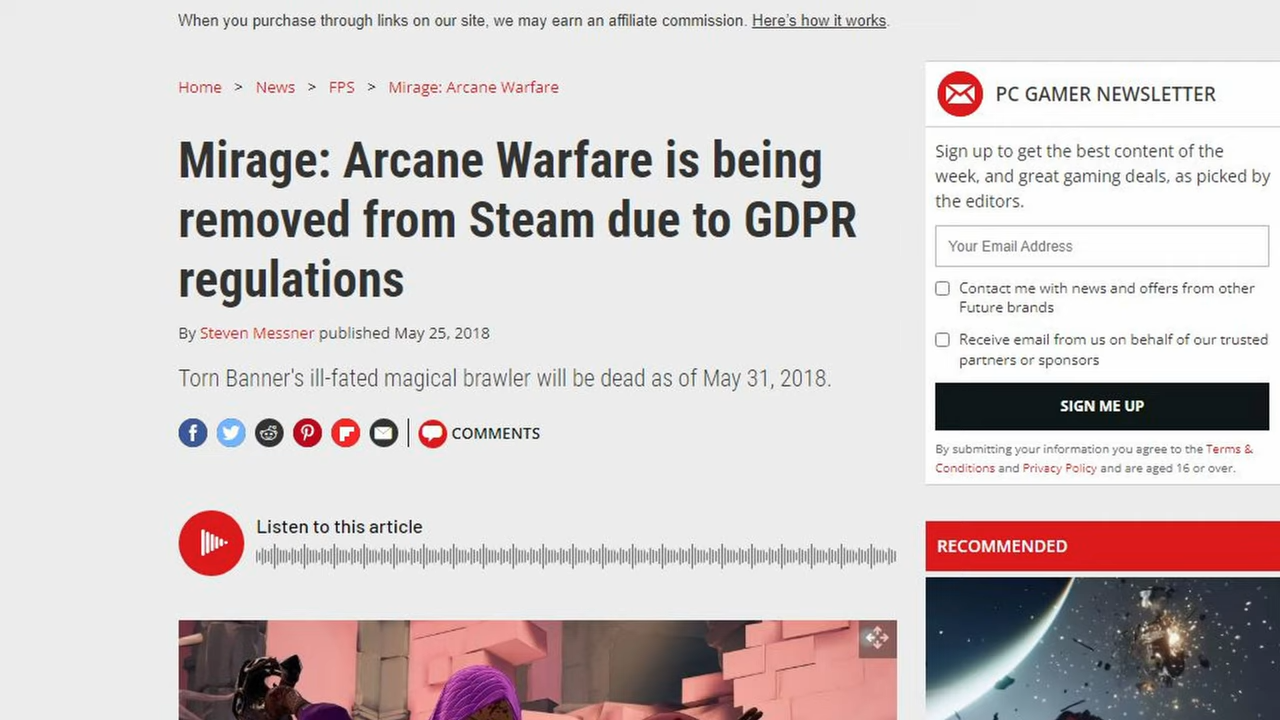 When you purchase through links on our site, we may earn an affiliate commission. Here's how it works.
Home > News > FPS > Mirage: Arcane Warfare
Mirage: Arcane Warfare is being
removed from Steam due to GDPR
regulations
By Steven Messner published May 25, 2018
Torn Banner's ill-fated magical brawler will be dead as of May 31, 2018.
COMMENTS
Listen to this article
PC GAMER NEWSLETTER
Sign up to get the best content of the
week, and great gaming deals, as picked by
the editors.
Your Email Address
Contact me with news and offers from other
Future brands
Receive email from us on behalf of our trusted
partners or sponsors
SIGN ME UP
By submitting your information you agree to the Terms &
Conditions and Privacy Policy and are aged 16 or over.
RECOMMENDED